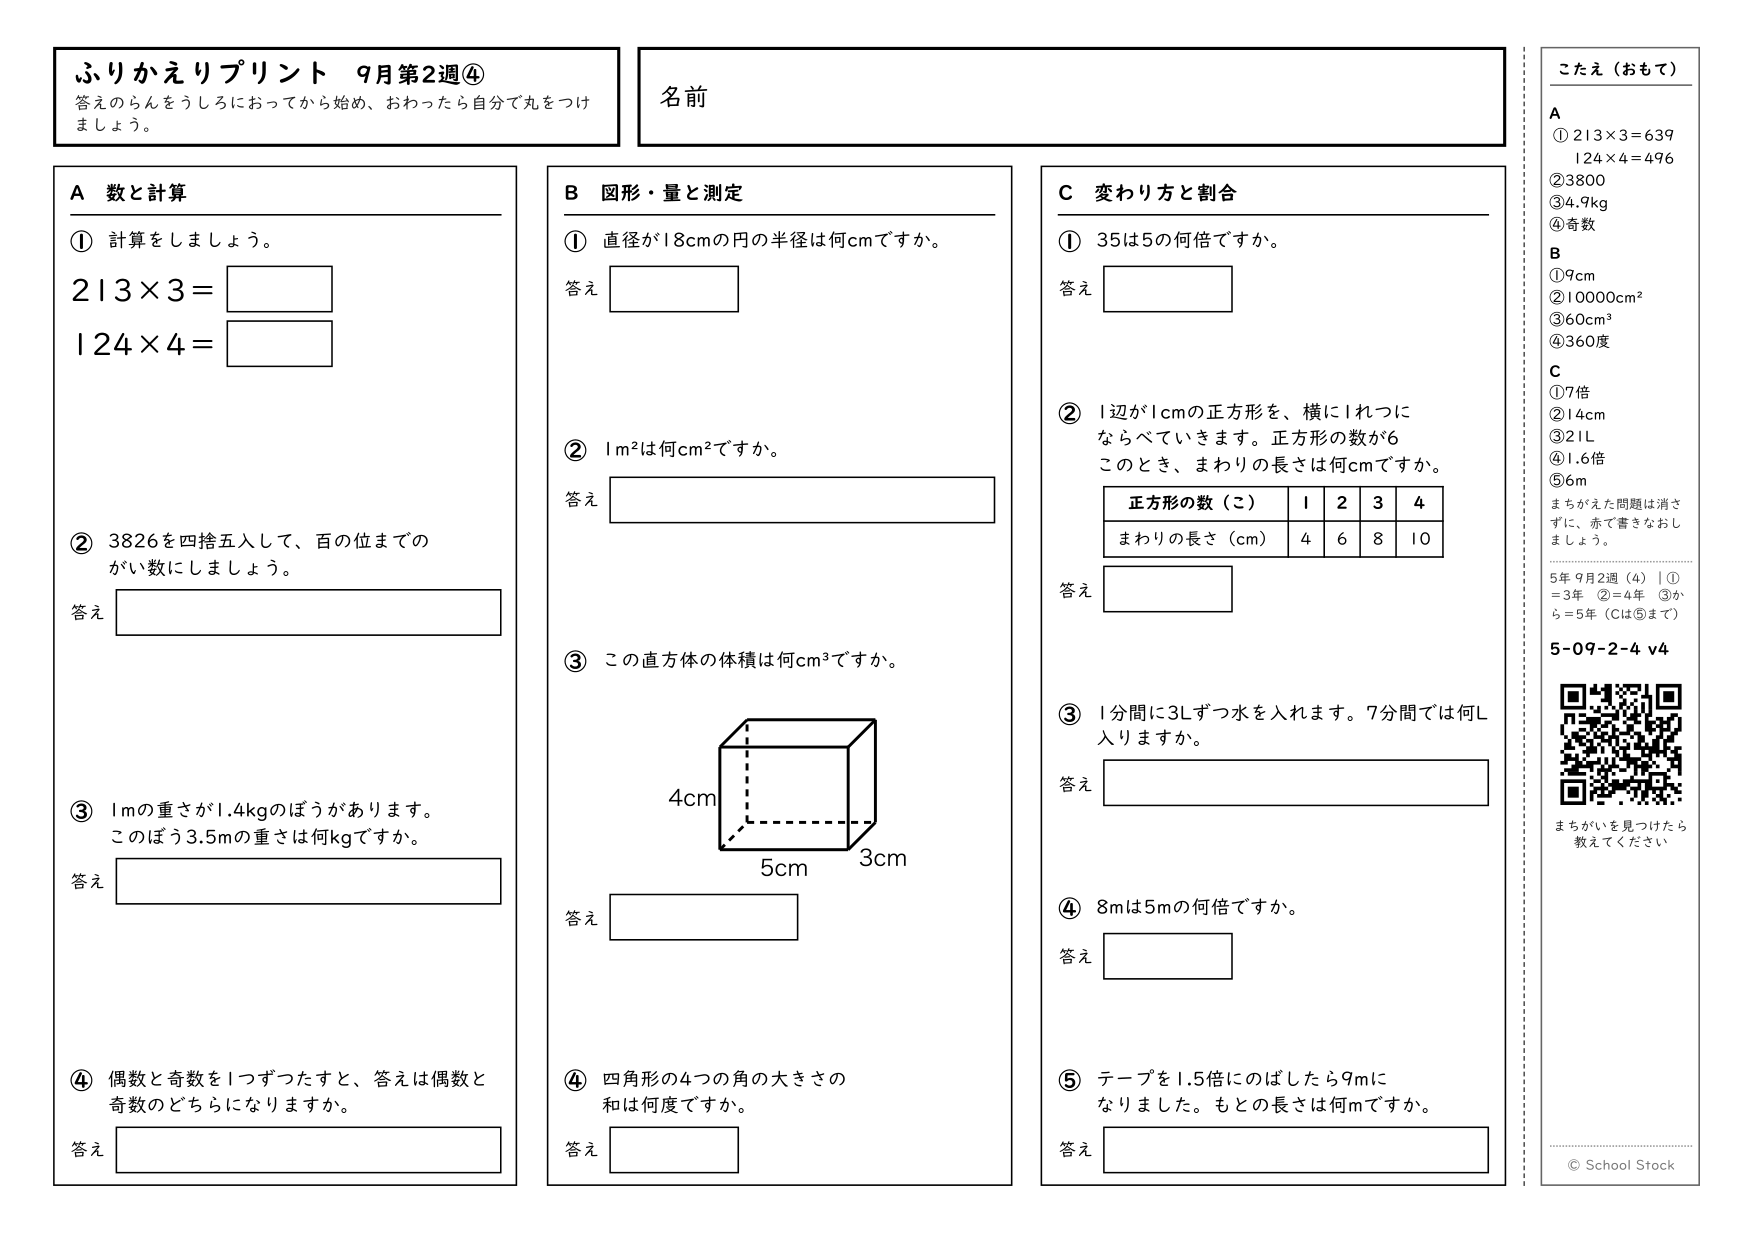 ふりかえりプリント　9月第2週④
答えのらんをうしろにおってから始め、おわったら自分で丸をつけ
ましょう。
名前
A　数と計算
① 計算をしましょう。
213×3＝
124×4＝
② 3826を四捨五入して、百の位までの
がい数にしましょう。
答え
③ 1mの重さが1.4kgのぼうがあります。
このぼう3.5mの重さは何kgですか。
答え
④ 偶数と奇数を1つずつたすと、答えは偶数と
奇数のどちらになりますか。
答え
B　図形・量と測定
① 直径が18cmの円の半径は何cmですか。
答え
② 1m²は何cm²ですか。
答え
③ この直方体の体積は何cm³ですか。
4cm
5cm
3cm
答え
④ 四角形の4つの角の大きさの
和は何度ですか。
答え
C　変わり方と割合
① 35は5の何倍ですか。
答え
② 1辺が1cmの正方形を、横に1れつに
ならべていきます。正方形の数が6
このとき、まわりの長さは何cmですか。
正方形の数（こ） 1 2 3 4
まわりの長さ（cm） 4 6 8 10
答え
③ 1分間に3Lずつ水を入れます。7分間では何L
入りますか。
答え
④ 8mは5mの何倍ですか。
答え
⑤ テープを1.5倍にのばしたら9mに
なりました。もとの長さは何mですか。
答え
こたえ（おもて）
A
① 213×3＝639
124×4＝496
②3800
③4.9kg
④奇数
B
①9cm
②10000cm²
③60cm³
④360度
C
①7倍
②14cm
③21L
④1.6倍
⑤6m
まちがえた問題は消さ
ずに、赤で書きなおし
ましょう。
5年 9月2週（4）｜①
＝3年　②＝4年　③か
ら＝5年（Cは⑤まで）
5-09-2-4 v4
まちがいを見つけたら
教えてください
© School Stock